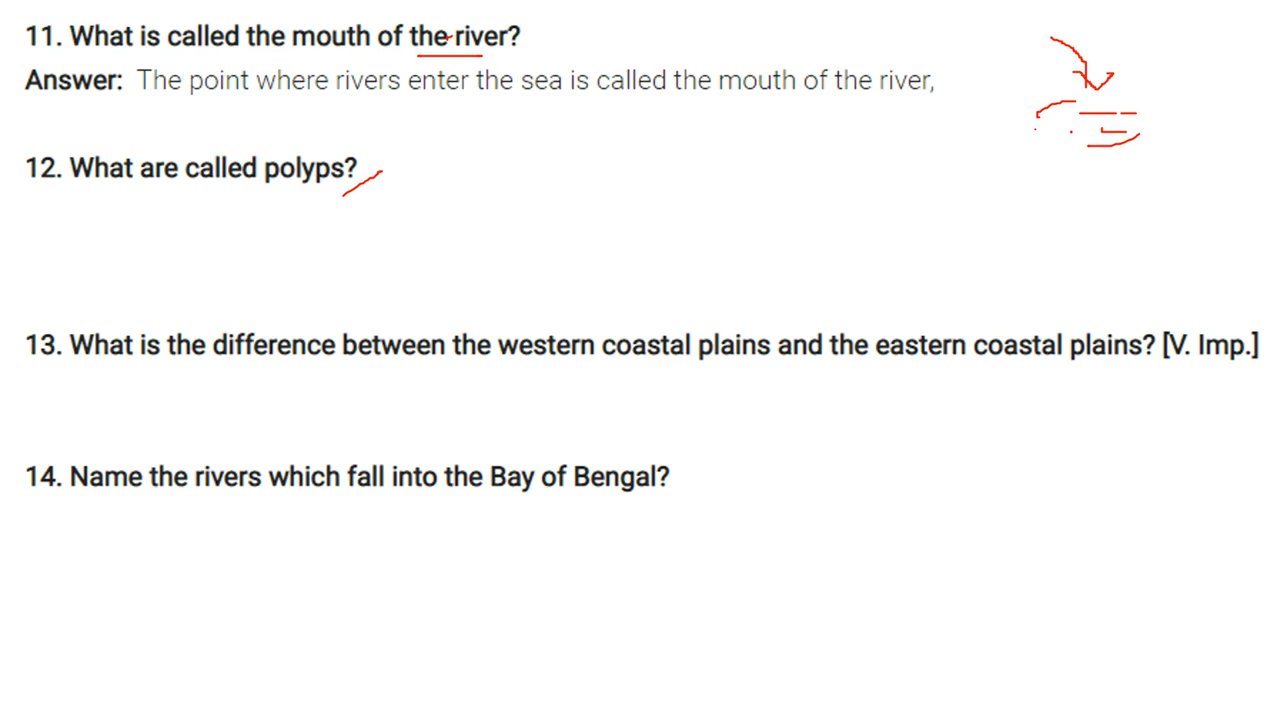 11. What is called the mouth of the river?
Answer: The point where rivers enter the sea is called the mouth of the river,
12. What are called polyps?
13. What is the difference between the western coastal plains and the eastern coastal plains? [V. Imp.]
14. Name the rivers which fall into the Bay of Bengal?